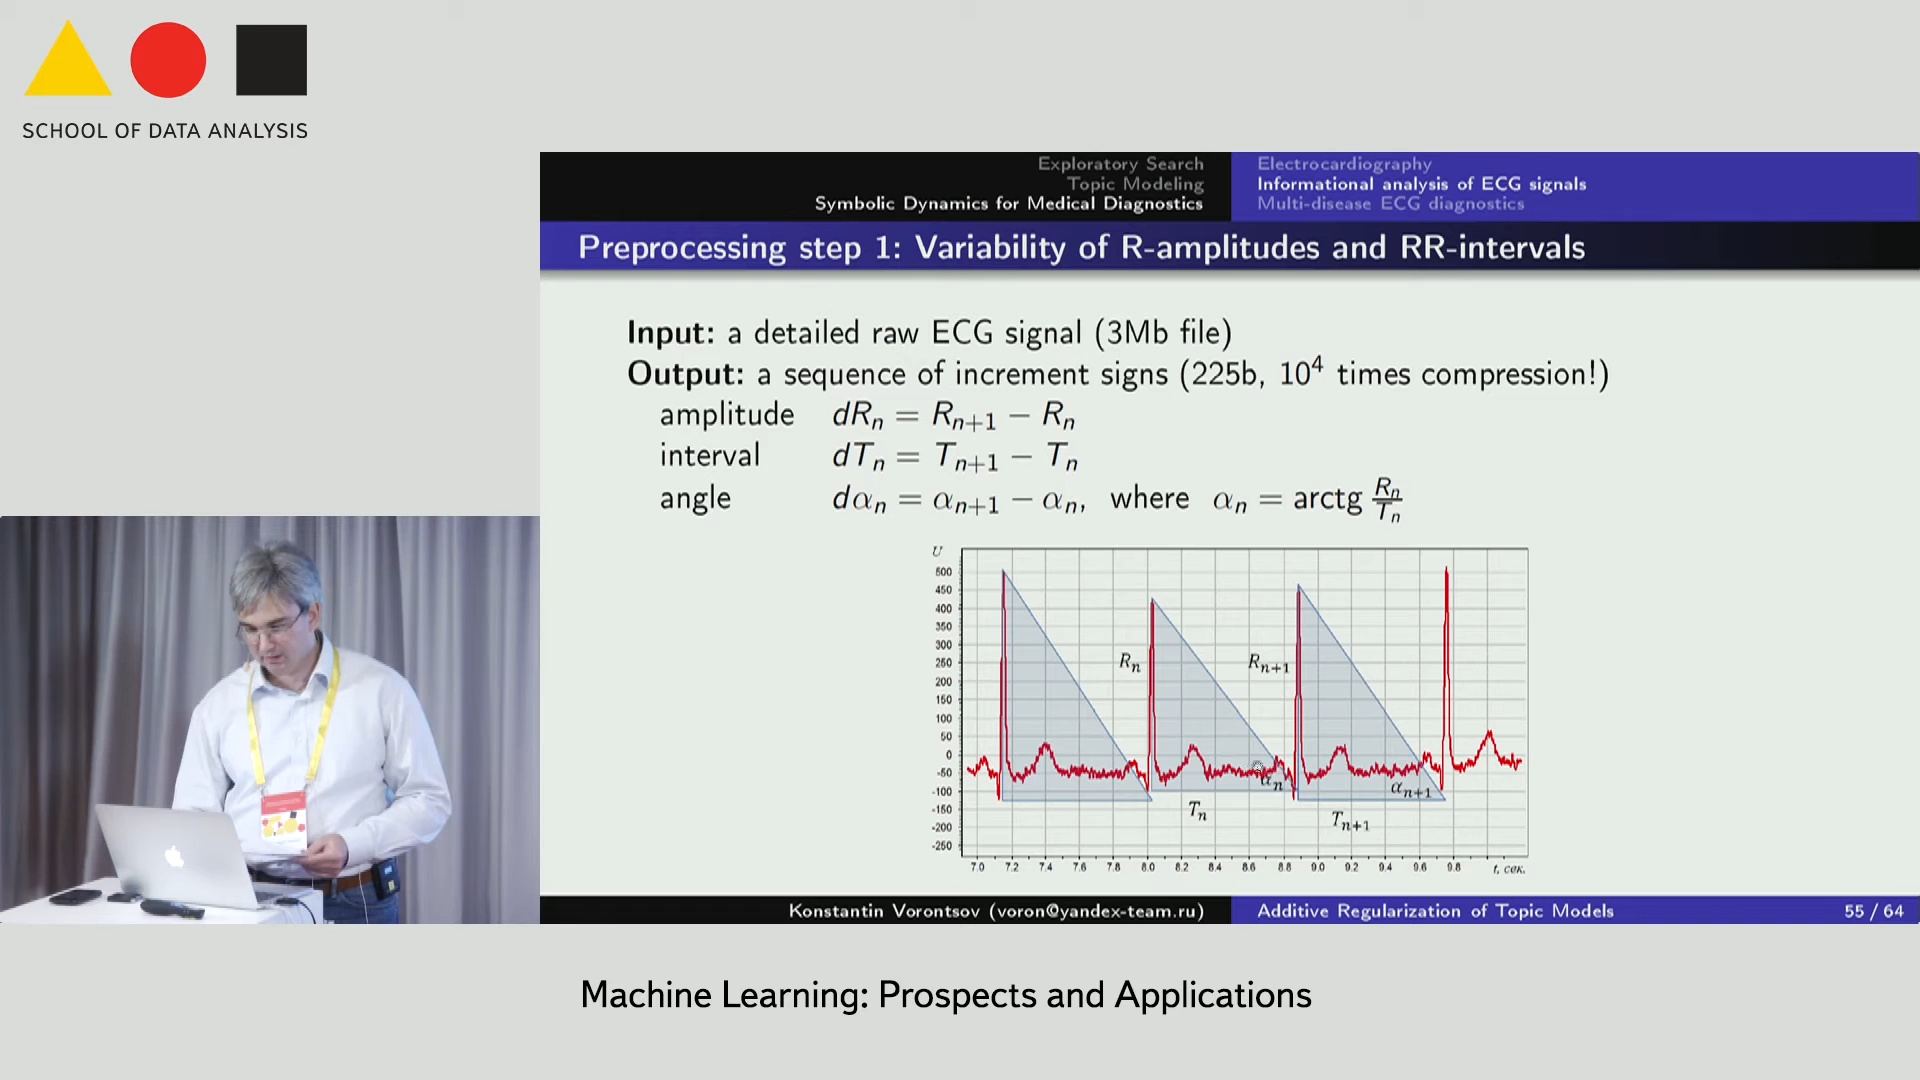 SCHOOL OF DATA ANALYSIS
Exploratory Search
Topic Modeling
Symbolic Dynamics for Medical Diagnostics
Electrocardiography
Informational analysis of ECG signals
Multi-disease ECG diagnostics
Preprocessing step 1: Variability of R-amplitudes and RR-intervals
Input: a detailed raw ECG signal (3Mb file)
Output: a sequence of increment signs (225b, 10⁴ times compression!)
amplitude dRₙ = Rₙ₊₁ − Rₙ
interval dTₙ = Tₙ₊₁ − Tₙ
angle dαₙ = αₙ₊₁ − αₙ, where αₙ = arctg Rₙ/Tₙ
U
500
450
400
350
300
250
200
150
100
50
0
-50
-100
-150
-200
-250
Rₙ Rₙ₊₁
αₙ αₙ₊₁
Tₙ Tₙ₊₁
7.0 7.2 7.4 7.6 7.8 8.0 8.2 8.4 8.6 8.8 9.0 9.2 9.4 9.6 9.8 t, сек.
Konstantin Vorontsov (voron@yandex-team.ru)
Additive Regularization of Topic Models
55 / 64
Machine Learning: Prospects and Applications